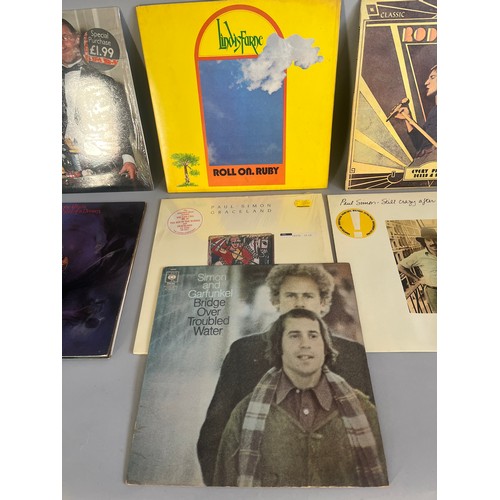 Special
Purchase
£1.99
Lindisfarne
ROLL ON. RUBY
CLASSIC
ROD
EVERY P
PAUL SIMON
GRACELAND
Paul Simon - Still crazy after
Simon
and
Garfunkel
Bridge
Over
Troubled
Water